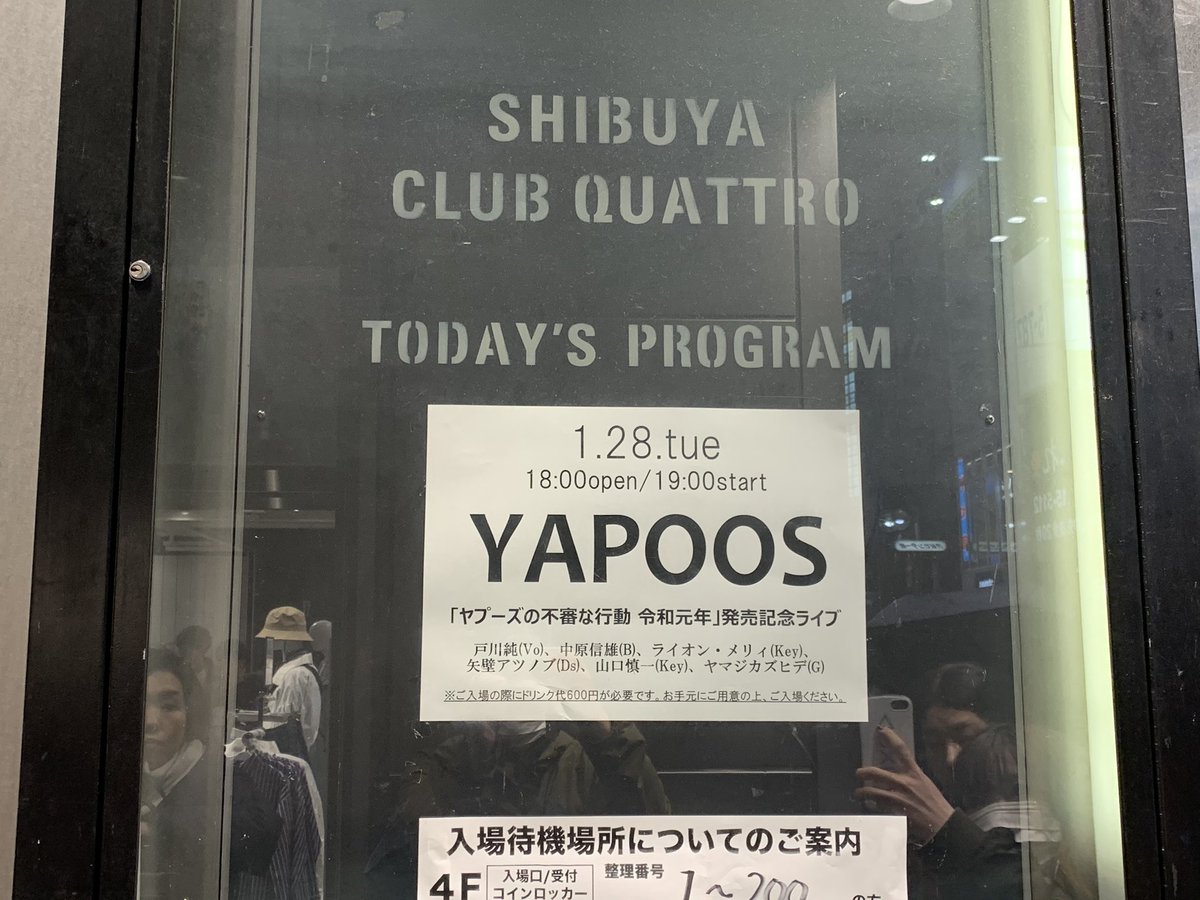 SHIBUYA
CLUB QUATTRO
TODAY'S PROGRAM
1.28.tue
18:00open/19:00start
YAPOOS
「ヤプーズの不審な行動 令和元年」発売記念ライブ
戸川純(Vo)、中原信雄(B)、ライオン・メリィ(Key)、
矢壁アツノブ(Ds)、山口慎一(Key)、ヤマジカズヒデ(G)
※ご入場の際にドリンク代600円が必要です。お手元にご用意の上、ご入場ください。
入場待機場所についてのご案内
4F
入場口/受付
コインロッカー
整理番号
1~200
の方